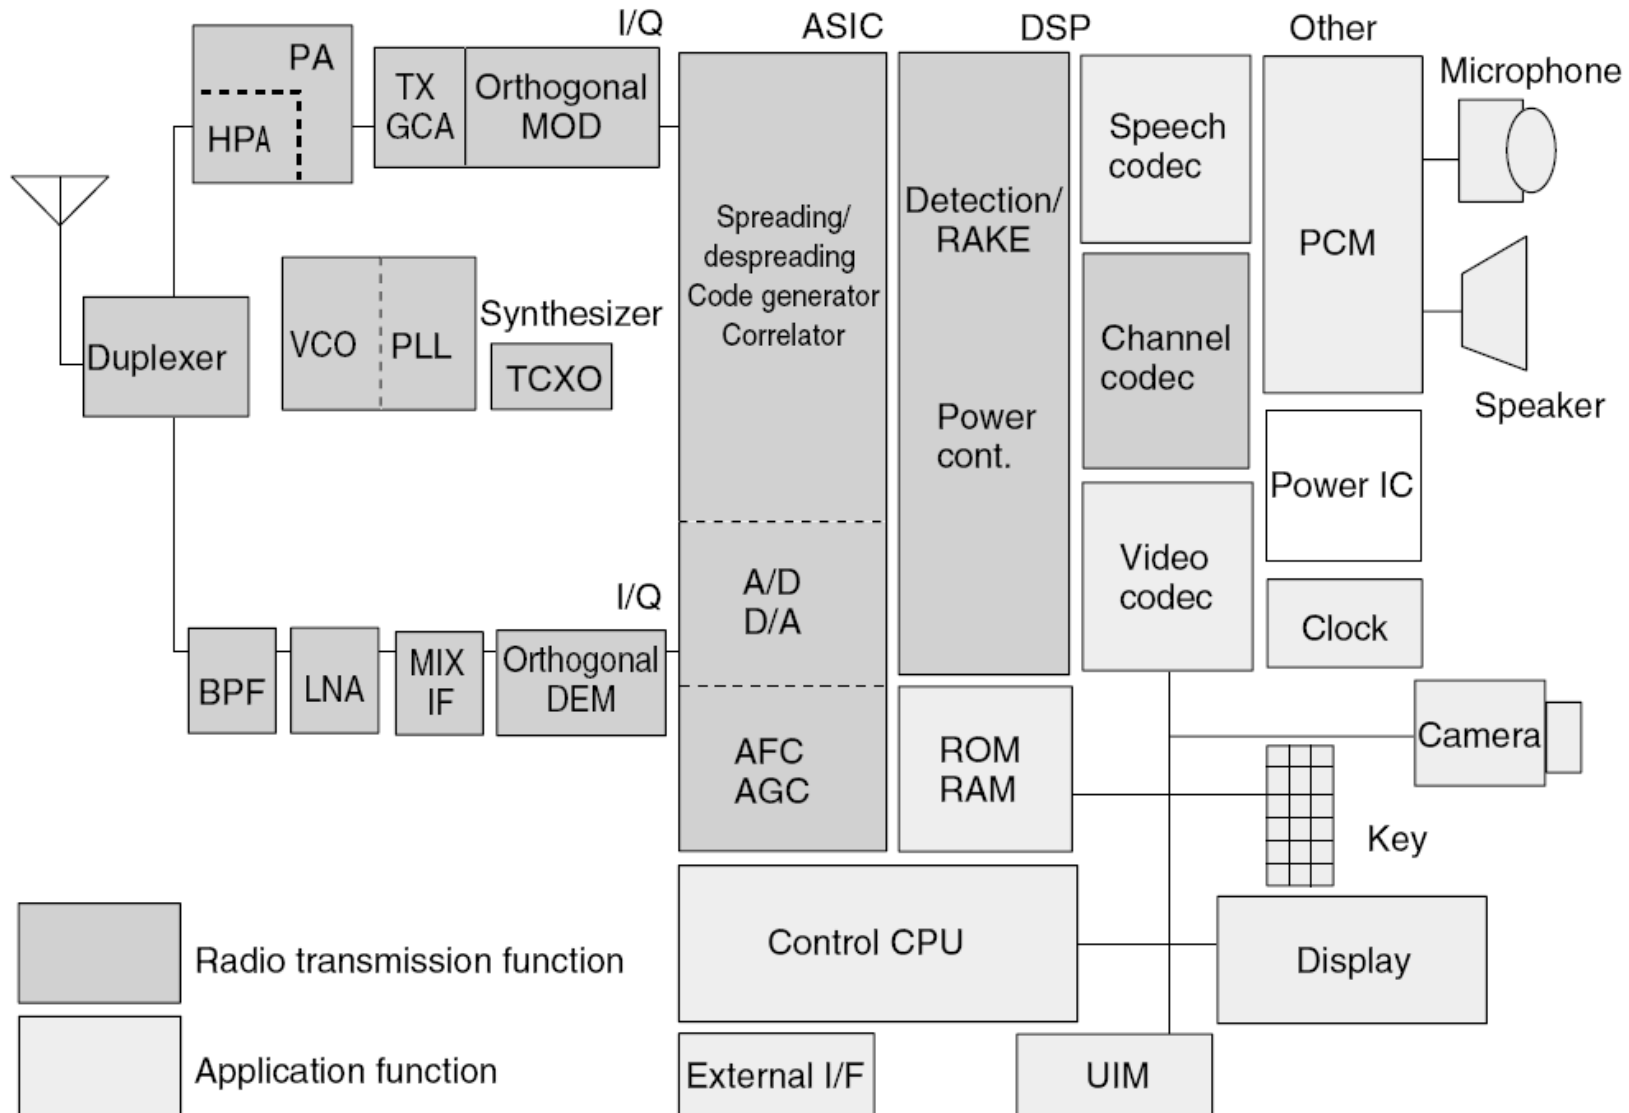 I/Q
ASIC
DSP
Other
PA
HPA
TX
GCA
Orthogonal
MOD
Microphone
Speech
codec
Detection/
RAKE
Spreading/
despreading
Code generator
Correlator
PCM
Synthesizer
VCO
PLL
TCXO
Duplexer
Channel
codec
Speaker
Power
cont.
Power IC
Video
codec
A/D
D/A
I/Q
Clock
BPF
LNA
MIX
IF
Orthogonal
DEM
AFC
AGC
ROM
RAM
Camera
Key
Control CPU
Display
Radio transmission function
Application function
External I/F
UIM